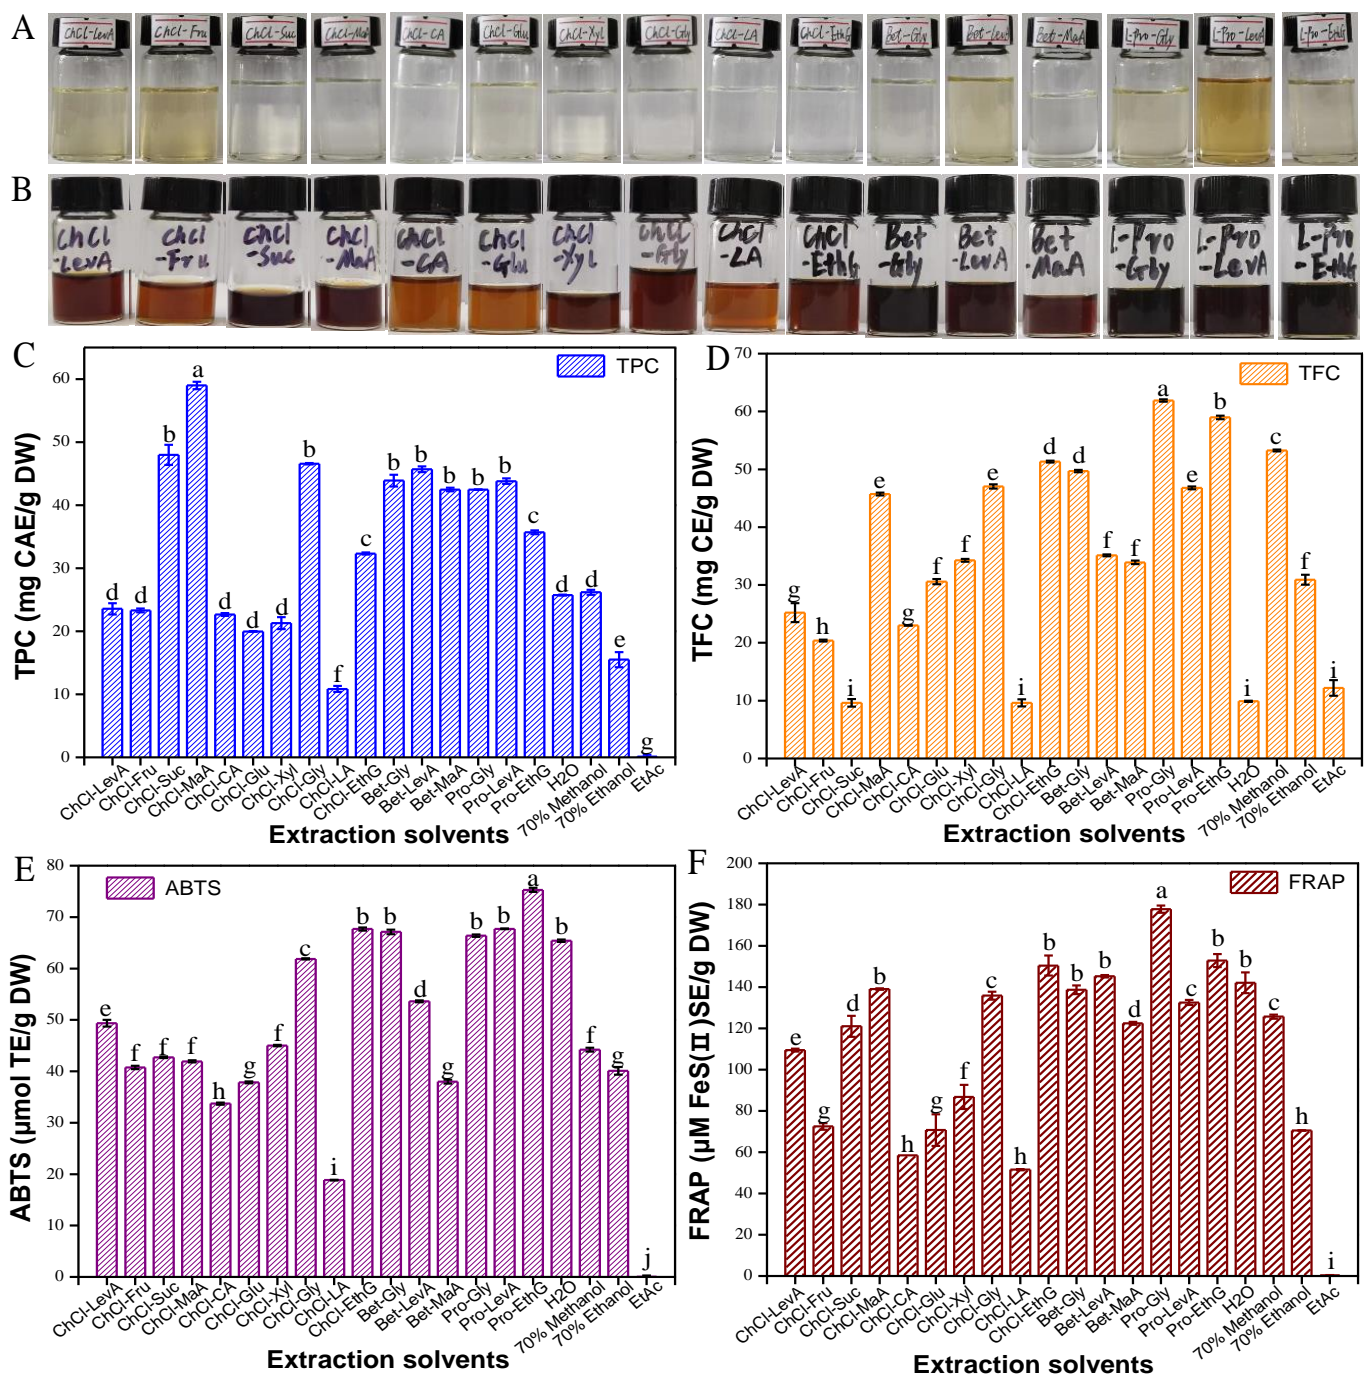 A
ChCl-LevA ChCl-Fru ChCl-Suc ChCl-MaA ChCl-CA ChCl-Glu ChCl-Xyl ChCl-Gly ChCl-LA ChCl-EthG Bet-Gly Bet-LevA Bet-MaA L-Pro-Gly L-Pro-LevA L-Pro-EthG
B
ChCl ChCl ChCl ChCl ChCl ChCl ChCl ChCl ChCl ChCl Bet Bet Bet L-Pro L-Pro L-Pro
-LevA -Fru -Suc -MaA -CA -Glu -Xyl -Gly -LA -EthG -Gly -LevA -MaA -Gly -LevA -EthG
C
TPC
TPC (mg CAE/g DW)
60
50
40
30
20
10
0
d d b a d d d b f c b b b b b c d d e g
ChCl-LevA ChCl-Fru ChCl-Suc ChCl-MaA ChCl-CA ChCl-Glu ChCl-Xyl ChCl-Gly ChCl-LA ChCl-EthG Bet-Gly Bet-LevA Bet-MaA Pro-Gly Pro-LevA Pro-EthG H2O 70% Methanol 70% Ethanol EtAc
Extraction solvents
D
TFC
TFC (mg CE/g DW)
70
60
50
40
30
20
10
0
g h i e g f f e i d d f f a e b i c f i
ChCl-LevA ChCl-Fru ChCl-Suc ChCl-MaA ChCl-CA ChCl-Glu ChCl-Xyl ChCl-Gly ChCl-LA ChCl-EthG Bet-Gly Bet-LevA Bet-MaA Pro-Gly Pro-LevA Pro-EthG H2O 70% Methanol 70% Ethanol EtAc
Extraction solvents
E
ABTS
ABTS (µmol TE/g DW)
80
70
60
50
40
30
20
10
0
e f f f h g f c i b b d g b b a b f g j
ChCl-LevA ChCl-Fru ChCl-Suc ChCl-MaA ChCl-CA ChCl-Glu ChCl-Xyl ChCl-Gly ChCl-LA ChCl-EthG Bet-Gly Bet-LevA Bet-MaA Pro-Gly Pro-LevA Pro-EthG H2O 70% Methanol 70% Ethanol EtAc
Extraction solvents
F
FRAP
FRAP (µM FeS(II)SE/g DW)
200
180
160
140
120
100
80
60
40
20
0
e g d b h g f c h b b b d a c b b c h i
ChCl-LevA ChCl-Fru ChCl-Suc ChCl-MaA ChCl-CA ChCl-Glu ChCl-Xyl ChCl-Gly ChCl-LA ChCl-EthG Bet-Gly Bet-LevA Bet-MaA Pro-Gly Pro-LevA Pro-EthG H2O 70% Methanol 70% Ethanol EtAc
Extraction solvents